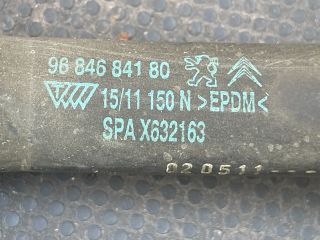 96 846 841 80
15/11 150 N >EPDM<
SPA X632163
020511